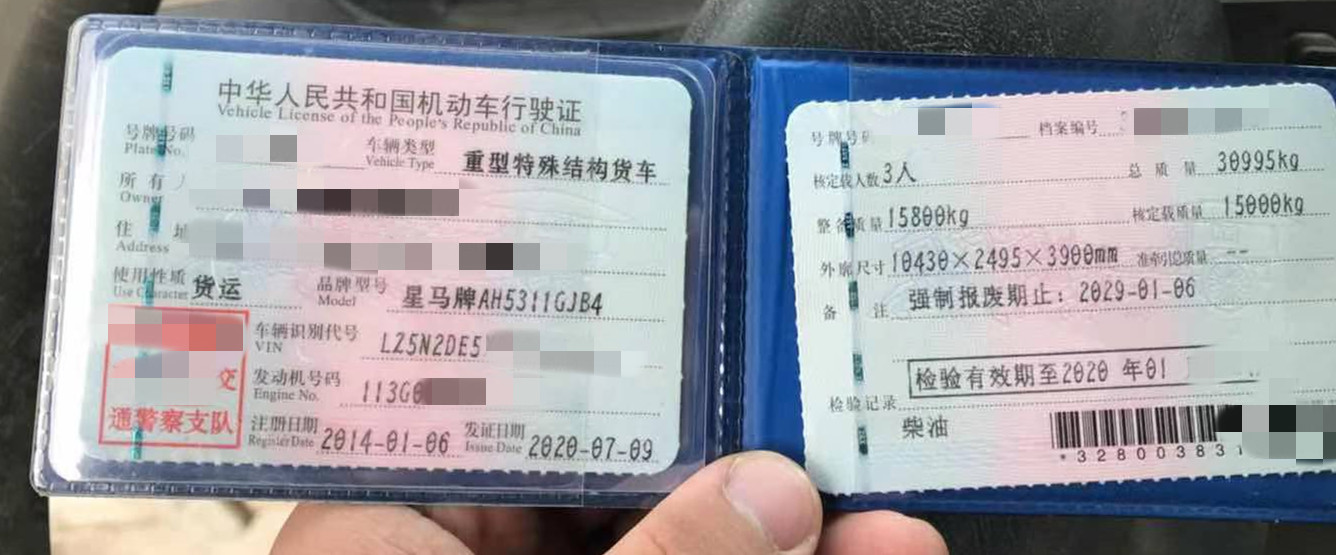 中华人民共和国机动车行驶证
Vehicle License of the People's Republic of China
号牌号码
Plate No.
车辆类型
Vehicle Type
重型特殊结构货车
所有人
Owner
住 址
Address
使用性质
Use Character
货运
品牌型号
Model
星马牌AH5311GJB4
车辆识别代号
VIN
LZ5N2DE5
发动机号码
Engine No.
113G0
交
通警察支队
注册日期
Register Date
2014-01-06
发证日期
Issue Date
2020-07-09
号牌号码
档案编号
核定载人数 3人
总质量 30995kg
整备质量 15800kg
核定载质量 15000kg
外廓尺寸 10430×2495×3900mm
准牵引总质量 --
备 注 强制报废期止：2029-01-06
检验有效期至2020 年01
检验记录
柴油
*328003831